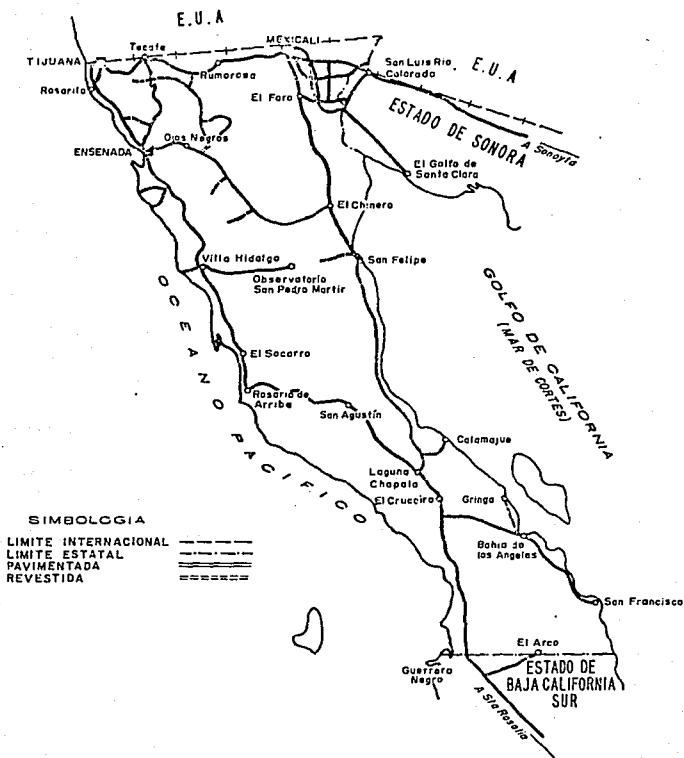 E.U.A
Tecate
MEXICALI
TIJUANA
Rumorosa
San Luis Rio
Colorado
E.U.A
Rosarito
El Faro
ESTADO DE SONORA
A Sonoyta
Ojos Negros
ENSENADA
El Golfo de
Santa Clara
El Chinero
Villa Hidalgo
San Felipe
Observatorio
San Pedro Martir
GOLFO DE CALIFORNIA
(MAR DE CORTES)
OCEANO PACIFICO
El Socorro
Rosario de
Arriba
San Agustín
Calamajue
Laguna
Chapala
El Crucero
Gringa
SIMBOLOGIA
LIMITE INTERNACIONAL
LIMITE ESTATAL
PAVIMENTADA
REVESTIDA
Bahia de
los Angeles
San Francisco
El Arco
Guerrero
Negro
ESTADO DE
BAJA CALIFORNIA
SUR
A Sta Rosalia